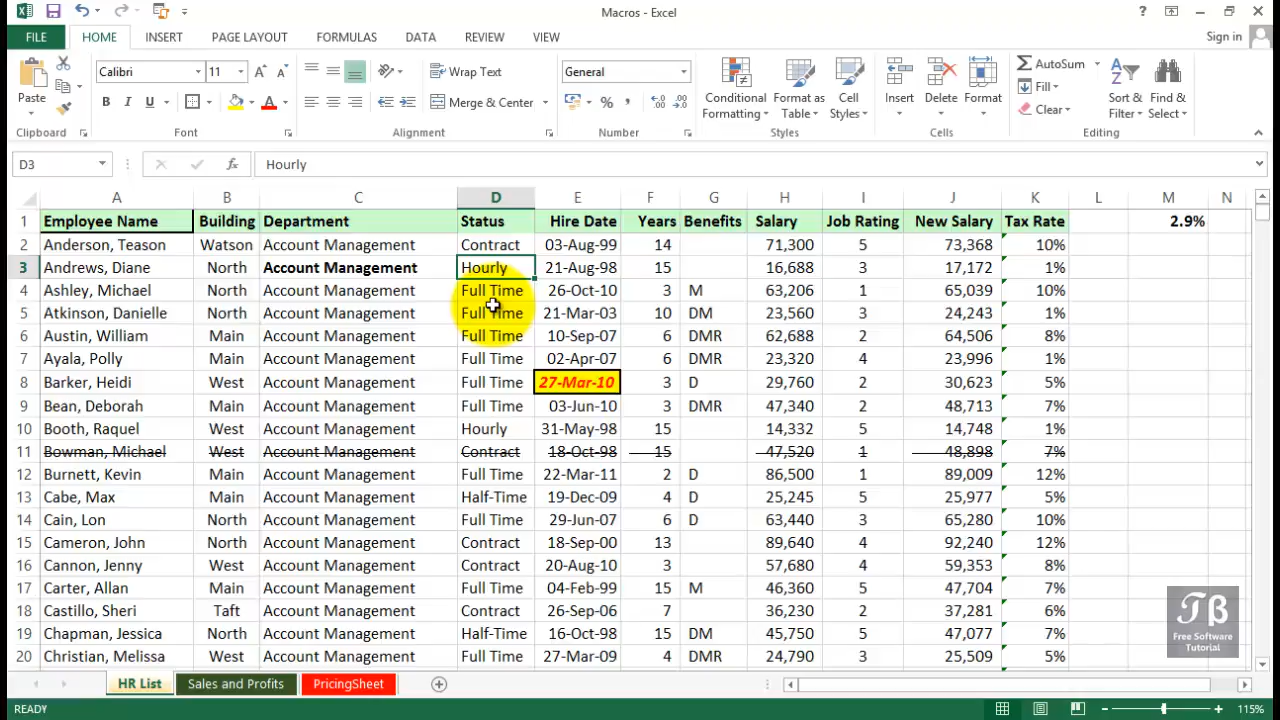 Macros - Excel
?
FILE HOME INSERT PAGE LAYOUT FORMULAS DATA REVIEW VIEW Sign in
Paste
Calibri 11
B I U A
Wrap Text
Merge & Center
General
%
Conditional Formatting
Format as Table
Cell Styles
Insert
Delete
Format
AutoSum
Fill
Clear
Sort & Filter
Find & Select
Clipboard Font Alignment Number Styles Cells Editing
D3 fx Hourly
A B C D E F G H I J K L M N
1 Employee Name Building Department Status Hire Date Years Benefits Salary Job Rating New Salary Tax Rate 2.9%
2 Anderson, Teason Watson Account Management Contract 03-Aug-99 14 71,300 5 73,368 10%
3 Andrews, Diane North Account Management Hourly 21-Aug-98 15 16,688 3 17,172 1%
4 Ashley, Michael North Account Management Full Time 26-Oct-10 3 M 63,206 1 65,039 10%
5 Atkinson, Danielle North Account Management Full Time 21-Mar-03 10 DM 23,560 3 24,243 1%
6 Austin, William Main Account Management Full Time 10-Sep-07 6 DMR 62,688 2 64,506 8%
7 Ayala, Polly Main Account Management Full Time 02-Apr-07 6 DMR 23,320 4 23,996 1%
8 Barker, Heidi West Account Management Full Time 27-Mar-10 3 D 29,760 2 30,623 5%
9 Bean, Deborah Main Account Management Full Time 03-Jun-10 3 DMR 47,340 2 48,713 7%
10 Booth, Raquel West Account Management Hourly 31-May-98 15 14,332 5 14,748 1%
11 Bowman, Michael West Account Management Contract 18-Oct-98 15 47,520 1 48,898 7%
12 Burnett, Kevin Main Account Management Full Time 22-Mar-11 2 D 86,500 1 89,009 12%
13 Cabe, Max Main Account Management Half-Time 19-Dec-09 4 D 25,245 5 25,977 5%
14 Cain, Lon North Account Management Full Time 29-Jun-07 6 D 63,440 3 65,280 10%
15 Cameron, John North Account Management Contract 18-Sep-00 13 89,640 4 92,240 12%
16 Cannon, Jenny West Account Management Contract 20-Aug-10 3 57,680 4 59,353 8%
17 Carter, Allan Main Account Management Full Time 04-Feb-99 15 M 46,360 5 47,704 7%
18 Castillo, Sheri Taft Account Management Contract 26-Sep-06 7 36,230 2 37,281 6%
19 Chapman, Jessica North Account Management Half-Time 16-Oct-98 15 DM 45,750 5 47,077 7%
20 Christian, Melissa West Account Management Full Time 27-Mar-09 4 DMR 24,790 3 25,509 5%
Tβ
Free Software
Tutorial
HR List Sales and Profits PricingSheet
READY 115%